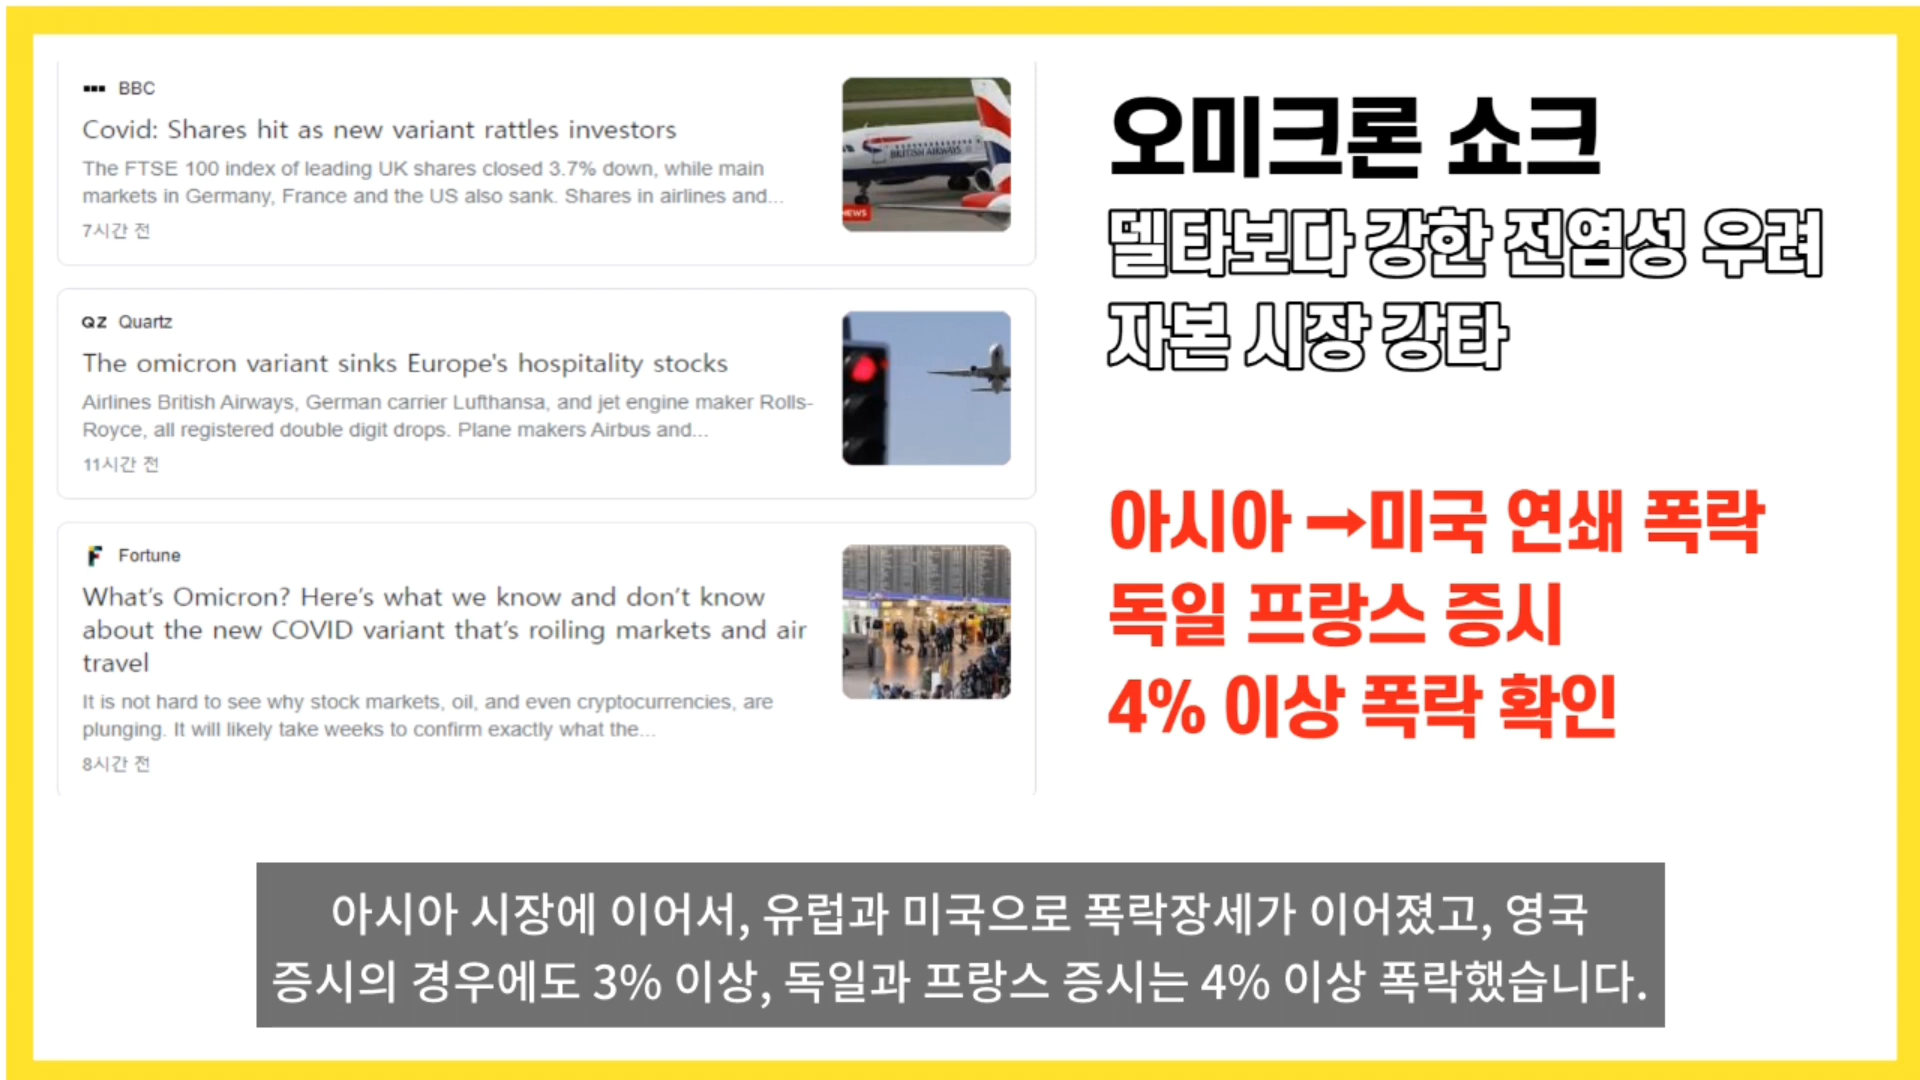 BBC
Covid: Shares hit as new variant rattles investors
The FTSE 100 index of leading UK shares closed 3.7% down, while main
markets in Germany, France and the US also sank. Shares in airlines and...
7시간 전
BRITISH AIRWAYS
NEWS
QZ Quartz
The omicron variant sinks Europe's hospitality stocks
Airlines British Airways, German carrier Lufthansa, and jet engine maker Rolls-
Royce, all registered double digit drops. Plane makers Airbus and...
11시간 전
F Fortune
What's Omicron? Here's what we know and don't know
about the new COVID variant that's roiling markets and air
travel
It is not hard to see why stock markets, oil, and even cryptocurrencies, are
plunging. It will likely take weeks to confirm exactly what the...
8시간 전
오미크론 쇼크
델타보다 강한 전염성 우려
자본 시장 강타
아시아 →미국 연쇄 폭락
독일 프랑스 증시
4% 이상 폭락 확인
아시아 시장에 이어서, 유럽과 미국으로 폭락장세가 이어졌고, 영국
증시의 경우에도 3% 이상, 독일과 프랑스 증시는 4% 이상 폭락했습니다.